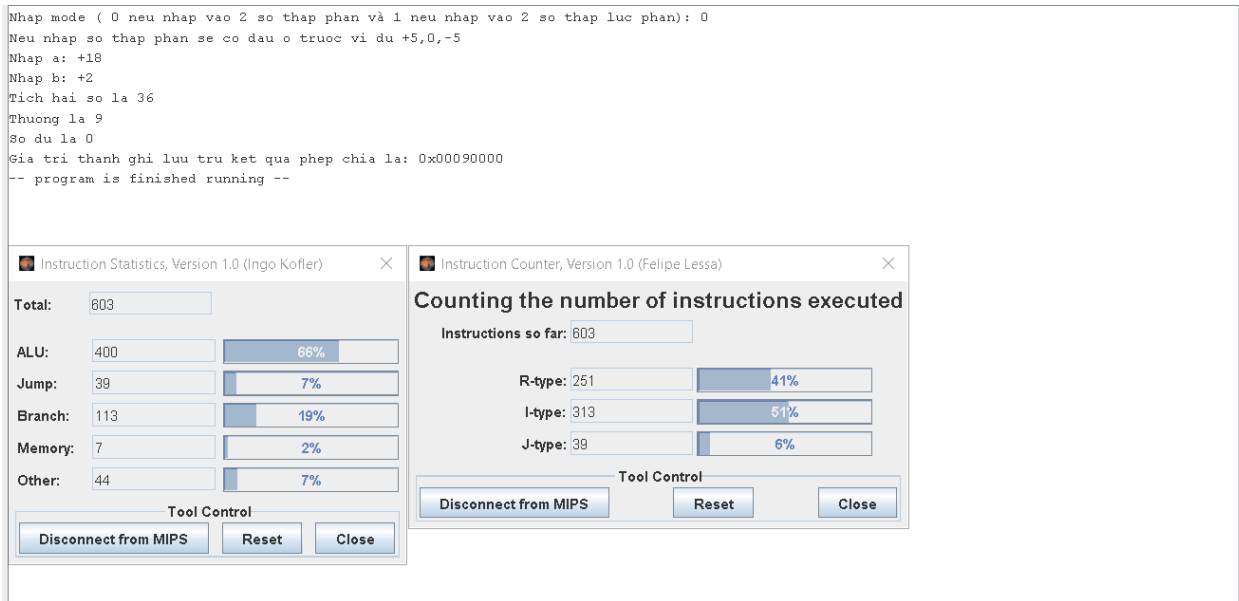 Nhap mode ( 0 neu nhap vao 2 so thap phan và 1 neu nhap vao 2 so thap luc phan): 0
Neu nhap so thap phan se co dau o truoc vi du +5,0,-5
Nhap a: +18
Nhap b: +2
Tich hai so la 36
Thuong la 9
So du la 0
Gia tri thanh ghi luu tru ket qua phep chia la: 0x00090000
-- program is finished running --
Instruction Statistics, Version 1.0 (Ingo Kofler)
Total: 603
ALU: 400 66%
Jump: 39 7%
Branch: 113 19%
Memory: 7 2%
Other: 44 7%
Tool Control
Disconnect from MIPS Reset Close
Instruction Counter, Version 1.0 (Felipe Lessa)
Counting the number of instructions executed
Instructions so far: 603
R-type: 251 41%
I-type: 313 51%
J-type: 39 6%
Tool Control
Disconnect from MIPS Reset Close